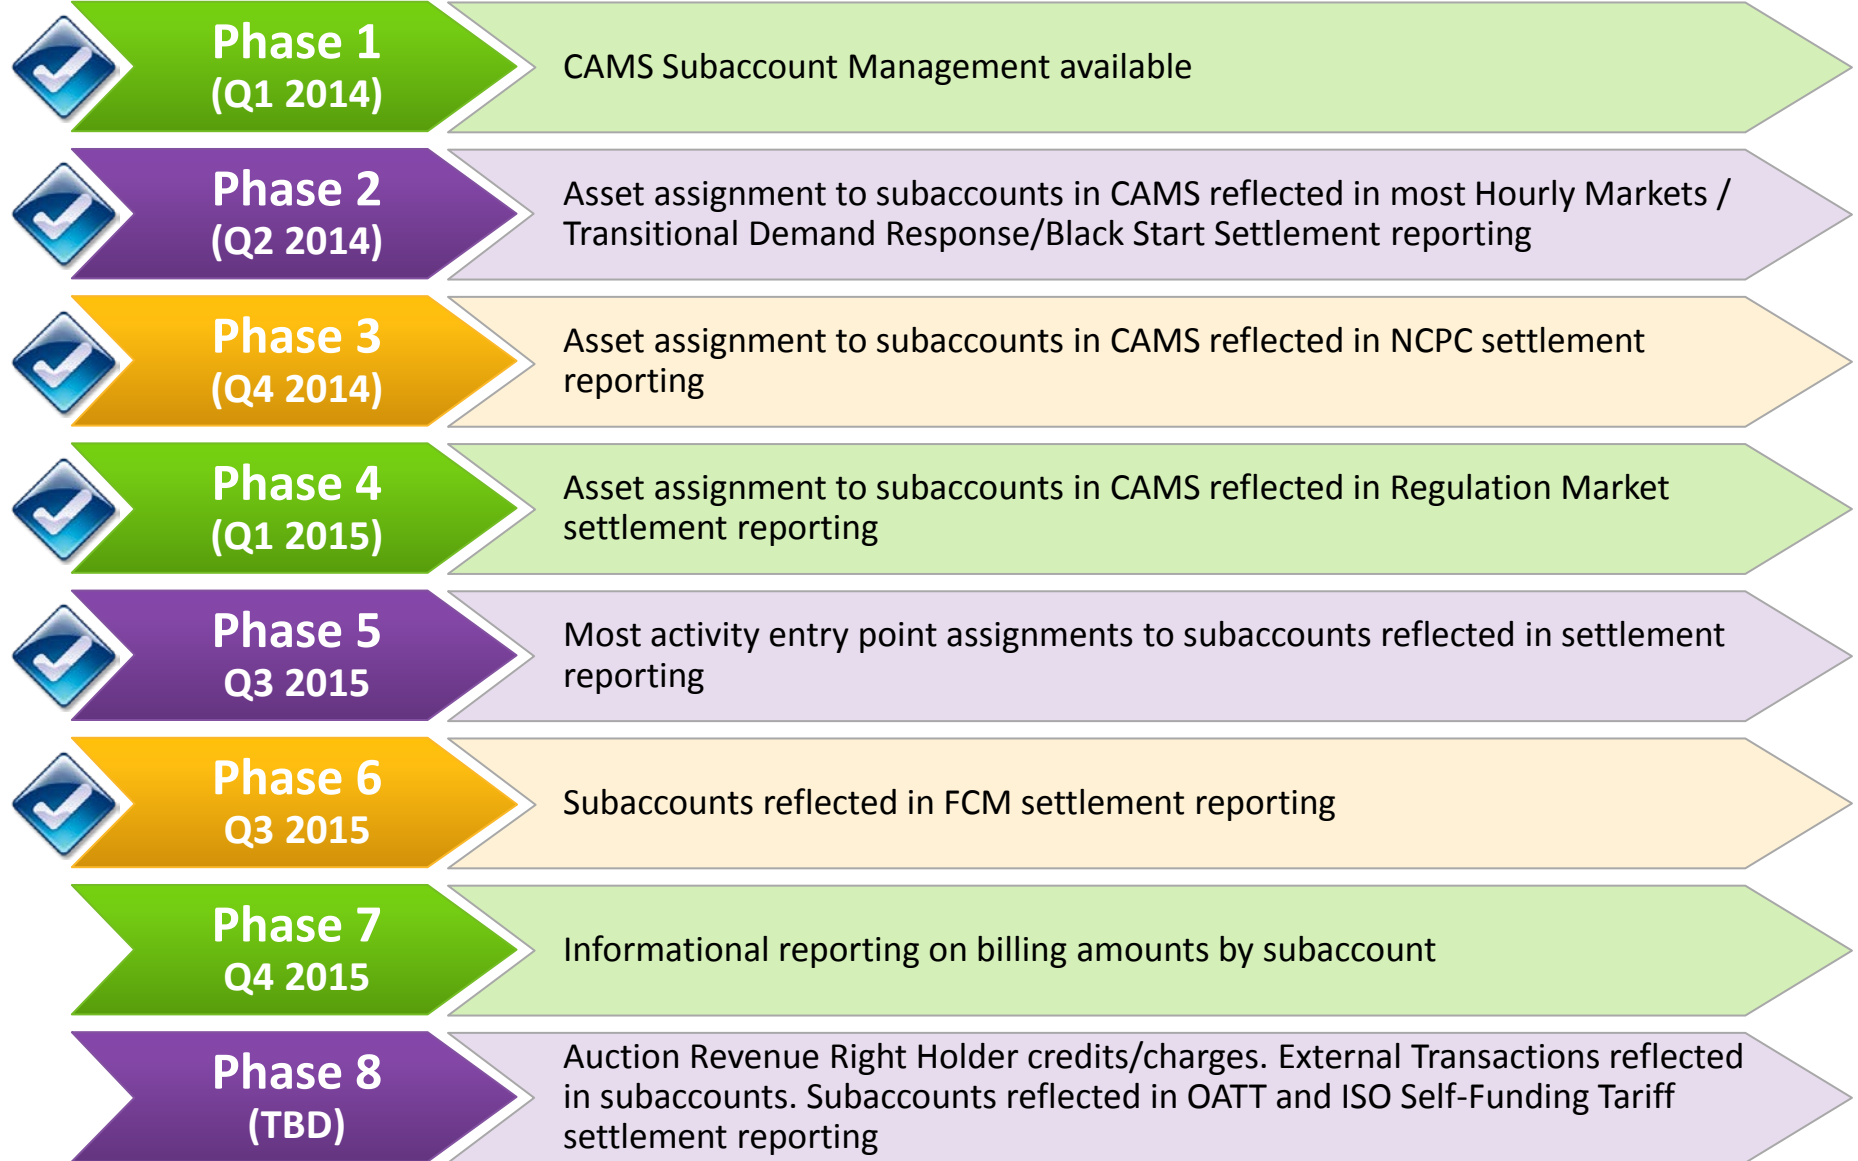 Phase 1
(Q1 2014)
CAMS Subaccount Management available
Phase 2
(Q2 2014)
Asset assignment to subaccounts in CAMS reflected in most Hourly Markets /
Transitional Demand Response/Black Start Settlement reporting
Phase 3
(Q4 2014)
Asset assignment to subaccounts in CAMS reflected in NCPC settlement
reporting
Phase 4
(Q1 2015)
Asset assignment to subaccounts in CAMS reflected in Regulation Market
settlement reporting
Phase 5
Q3 2015
Most activity entry point assignments to subaccounts reflected in settlement
reporting
Phase 6
Q3 2015
Subaccounts reflected in FCM settlement reporting
Phase 7
Q4 2015
Informational reporting on billing amounts by subaccount
Phase 8
(TBD)
Auction Revenue Right Holder credits/charges. External Transactions reflected
in subaccounts. Subaccounts reflected in OATT and ISO Self-Funding Tariff
settlement reporting